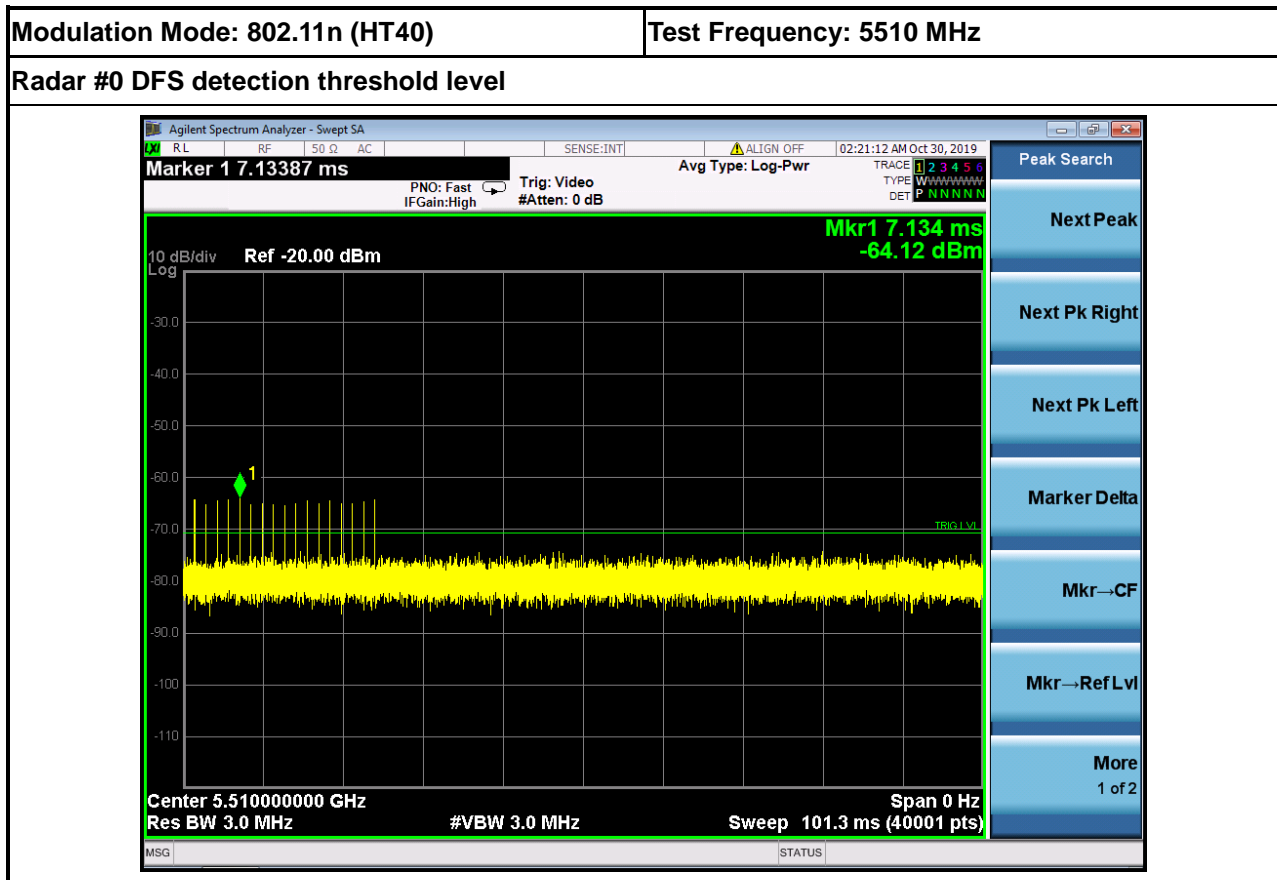 Modulation Mode: 802.11n (HT40) Test Frequency: 5510 MHz
Radar #0 DFS detection threshold level
Agilent Spectrum Analyzer - Swept SA
LXI RL RF 50 Ω AC SENSE:INT ALIGN OFF 02:21:12 AM Oct 30, 2019
Marker 1 7.13387 ms
PNO: Fast
IFGain:High
Trig: Video
#Atten: 0 dB
Avg Type: Log-Pwr
TRACE 1 2 3 4 5 6
TYPE WWWWWW
DET P N N N N N
Mkr1 7.134 ms
-64.12 dBm
10 dB/div Ref -20.00 dBm
Log
-30.0
-40.0
-50.0
-60.0
1
-70.0
TRIG LVL
-80.0
-90.0
-100
-110
Center 5.510000000 GHz Span 0 Hz
Res BW 3.0 MHz #VBW 3.0 MHz Sweep 101.3 ms (40001 pts)
MSG STATUS
Peak Search
Next Peak
Next Pk Right
Next Pk Left
Marker Delta
Mkr→CF
Mkr→Ref Lvl
More
1 of 2